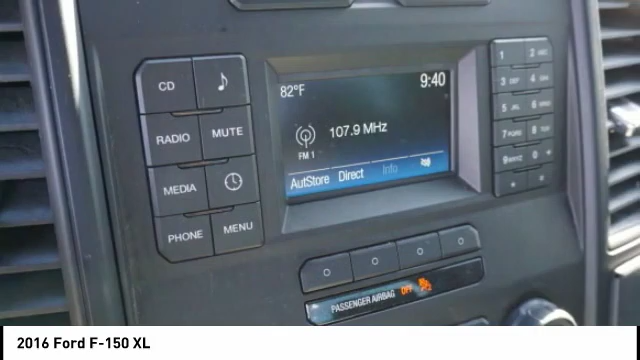 CD
RADIO
MUTE
MEDIA
PHONE
MENU
82°F
9:40
107.9 MHz
FM 1
AutStore Direct Info
1
2 ABC
3 DEF
4 GHI
5 JKL
6 MNO
7 PQRS
8 TUV
9 WXYZ
0
*
PASSENGER AIRBAG OFF
2016 Ford F-150 XL